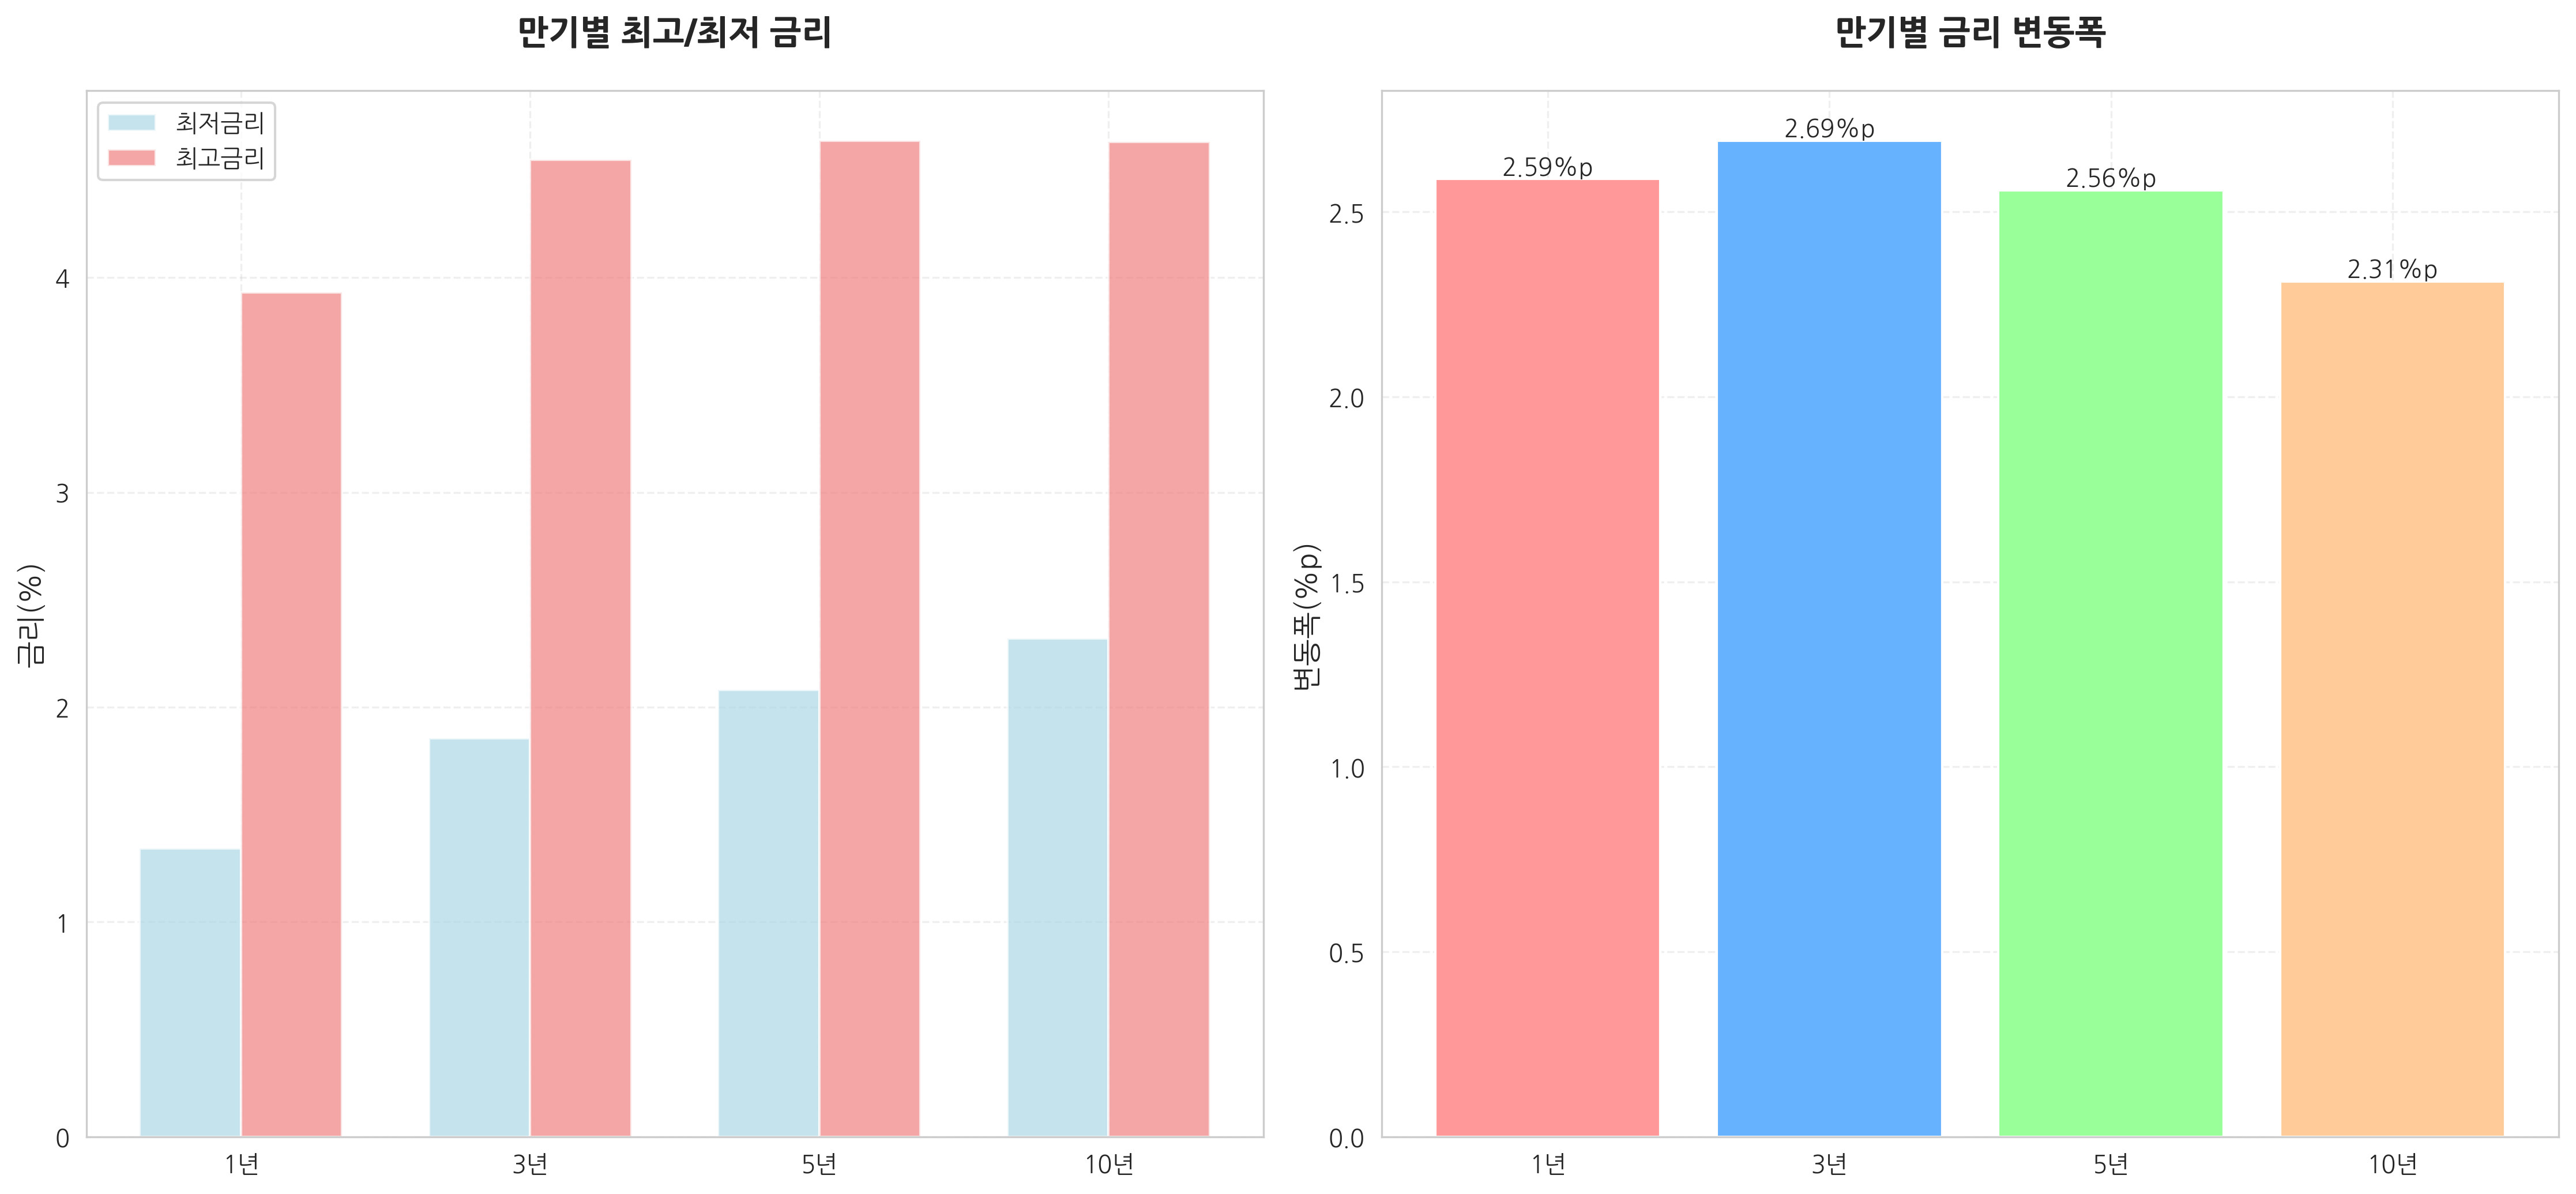 만기별 최고/최저 금리
최저금리
최고금리
금리(%)
4
3
2
1
0
1년
3년
5년
10년
만기별 금리 변동폭
변동폭(%p)
2.5
2.0
1.5
1.0
0.5
0.0
2.59%p
2.69%p
2.56%p
2.31%p
1년
3년
5년
10년